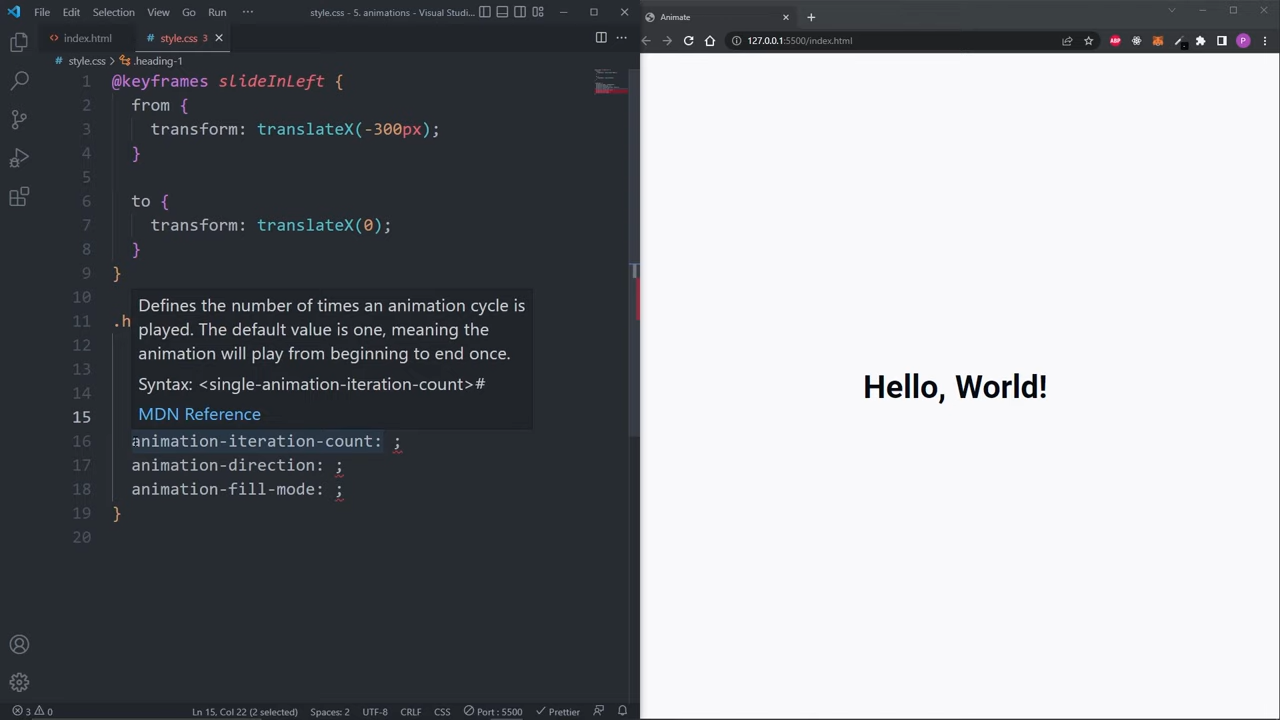 File Edit Selection View Go Run
style.css - 5. animations - Visual Studi...
index.html
# style.css 3
# style.css > .heading-1
1 @keyframes slideInLeft {
2 from {
3 transform: translateX(-300px);
4 }
5
6 to {
7 transform: translateX(0);
8 }
9 }
10
Defines the number of times an animation cycle is
played. The default value is one, meaning the
animation will play from beginning to end once.
Syntax: <single-animation-iteration-count>#
MDN Reference
11 .h
12
13
14
15
16 animation-iteration-count: ;
17 animation-direction: ;
18 animation-fill-mode: ;
19 }
20
3 0
Ln 15, Col 22 (2 selected)
Spaces: 2
UTF-8
CRLF
CSS
Port : 5500
Prettier
Animate
127.0.0.1:5500/index.html
ABP
P
Hello, World!